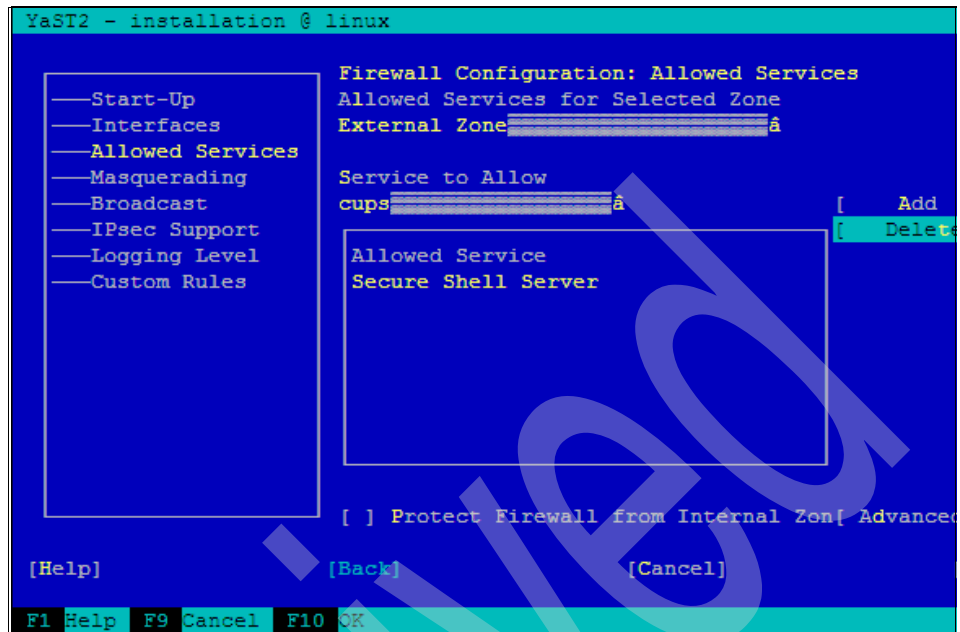 YaST2 - installation @ linux
Firewall Configuration: Allowed Services
Start-Up
Allowed Services for Selected Zone
Interfaces
External Zone▒▒▒▒▒▒▒▒▒▒▒▒▒▒▒▒▒▒▒▒â
Allowed Services
Masquerading
Service to Allow
Broadcast
cups▒▒▒▒▒▒▒▒▒▒▒▒▒▒▒▒▒â
[ Add
IPsec Support
[ Delete
Logging Level
Allowed Service
Custom Rules
Secure Shell Server
[ ] Protect Firewall from Internal Zon[ Advanced
[Help] [Back] [Cancel] [
F1 Help F9 Cancel F10 OK